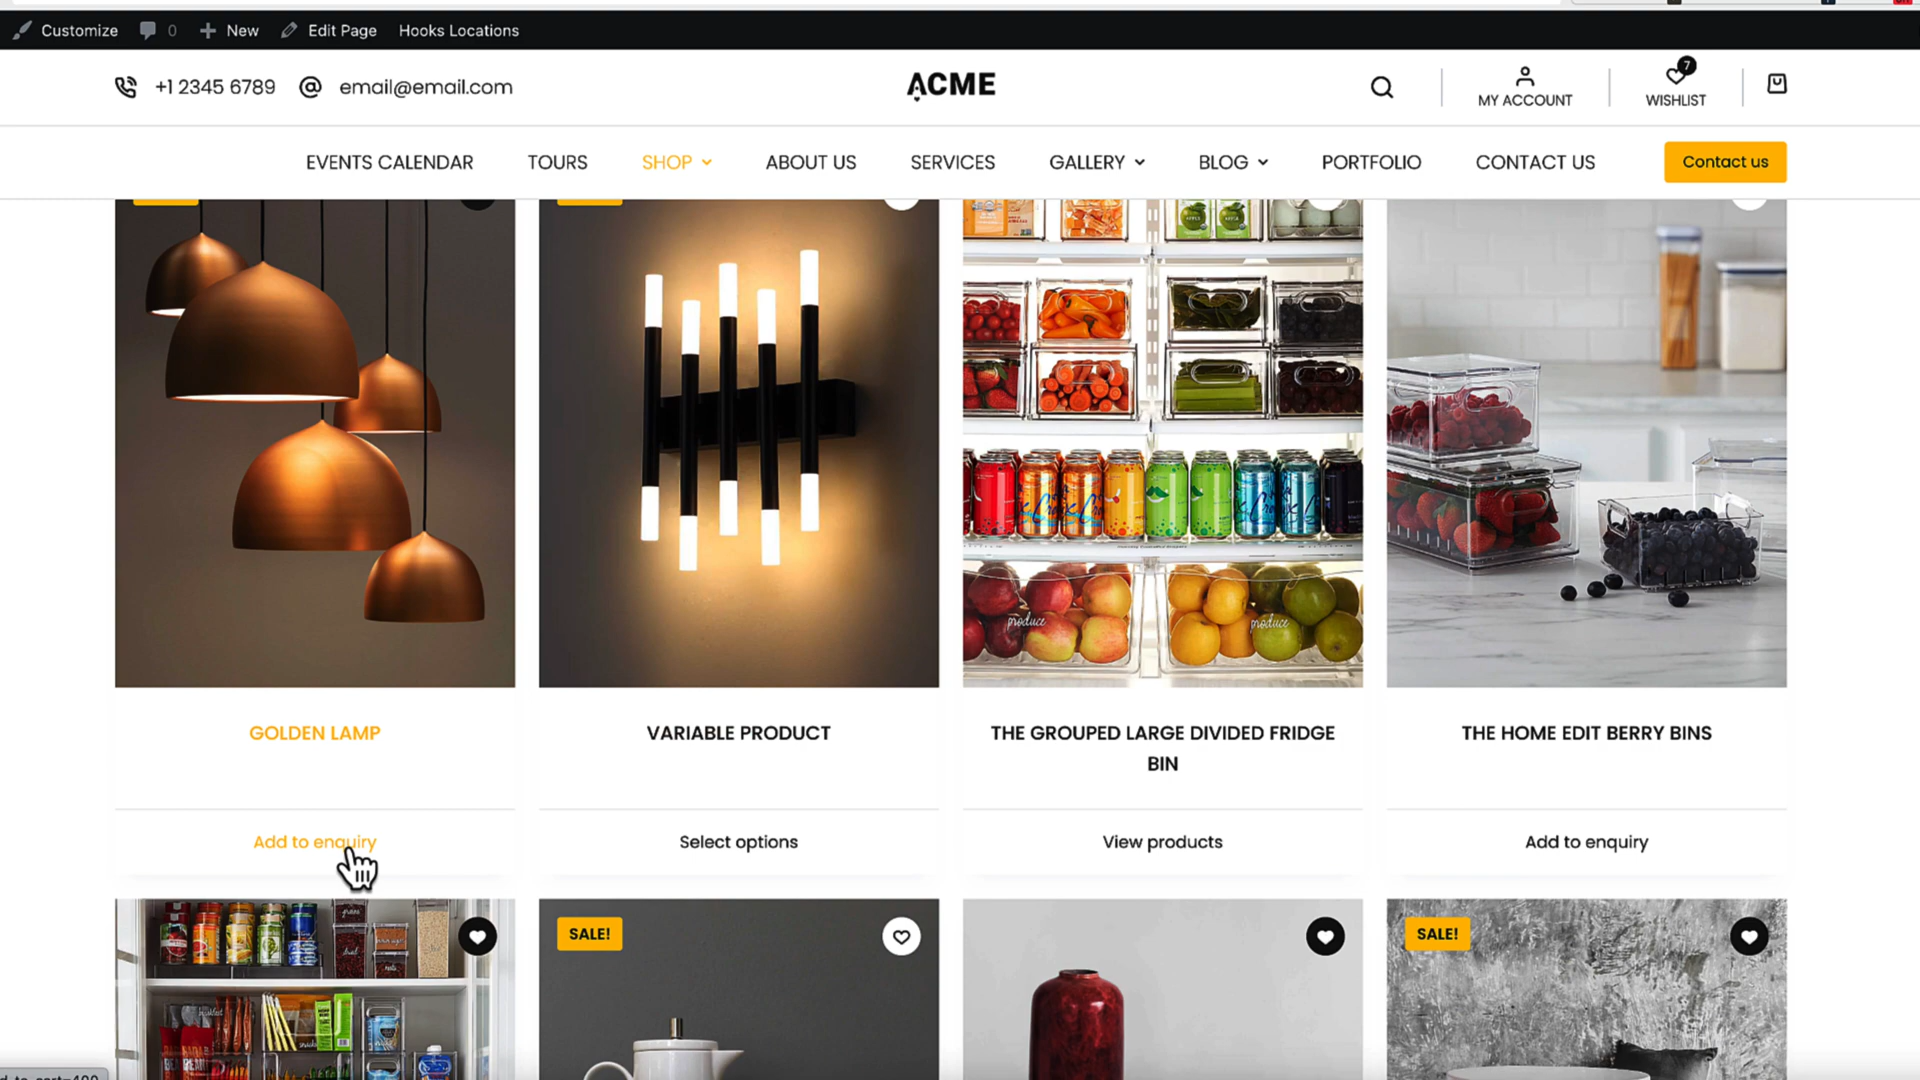 Customize 0 New Edit Page Hooks Locations
+1 2345 6789 email@email.com ACME MY ACCOUNT 7 WISHLIST
EVENTS CALENDAR TOURS SHOP ABOUT US SERVICES GALLERY BLOG PORTFOLIO CONTACT US Contact us
produce produce
GOLDEN LAMP VARIABLE PRODUCT THE GROUPED LARGE DIVIDED FRIDGE BIN THE HOME EDIT BERRY BINS
Add to enquiry Select options View products Add to enquiry
SALE! SALE!